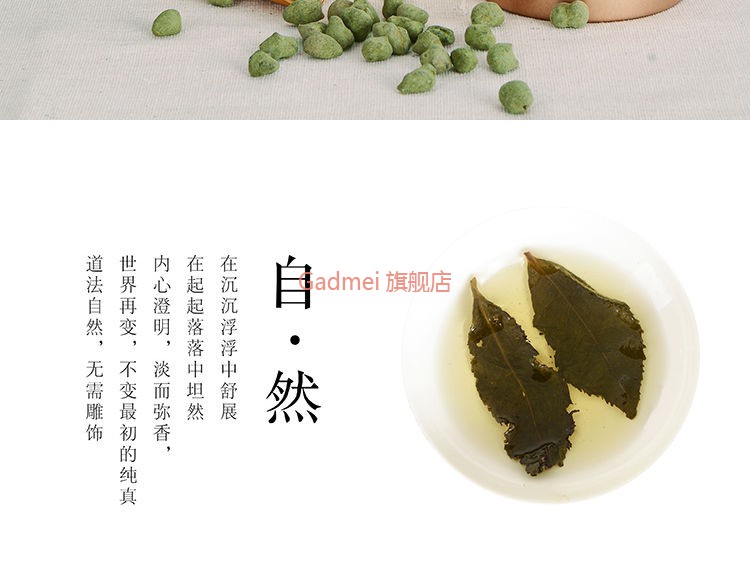 自·然
在沉沉浮浮中舒展
在起起落落中坦然
内心澄明，淡而弥香，
世界再变，不变最初的纯真
道法自然，无需雕饰
Gadmei 旗舰店